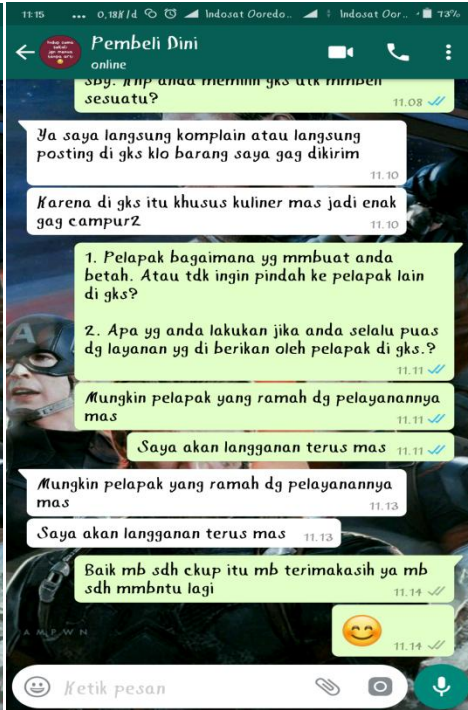 11:15 ... 0,18K/d Indosat Ooredo.. Indosat Oor.. 73%
Pembeli Dini
online
sby. Knp anda memilih gks utk mmbeli
sesuatu?
11.08
Ya saya langsung komplain atau langsung
posting di gks klo barang saya gag dikirim
11.10
Karena di gks itu khusus kuliner mas jadi enak
gag campur2
11.10
1. Pelapak bagaimana yg mmbuat anda
betah. Atau tdk ingin pindah ke pelapak lain
di gks?
2. Apa yg anda lakukan jika anda selalu puas
dg layanan yg di berikan oleh pelapak di gks.?
11.11
Mungkin pelapak yang ramah dg pelayanannya
mas
11.11
Saya akan langganan terus mas 11.11
Mungkin pelapak yang ramah dg pelayanannya
mas
11.13
Saya akan langganan terus mas 11.13
Baik mb sdh ckup itu mb terimakasih ya mb
sdh mmbntu lagi
11.14
11.14
Ketik pesan